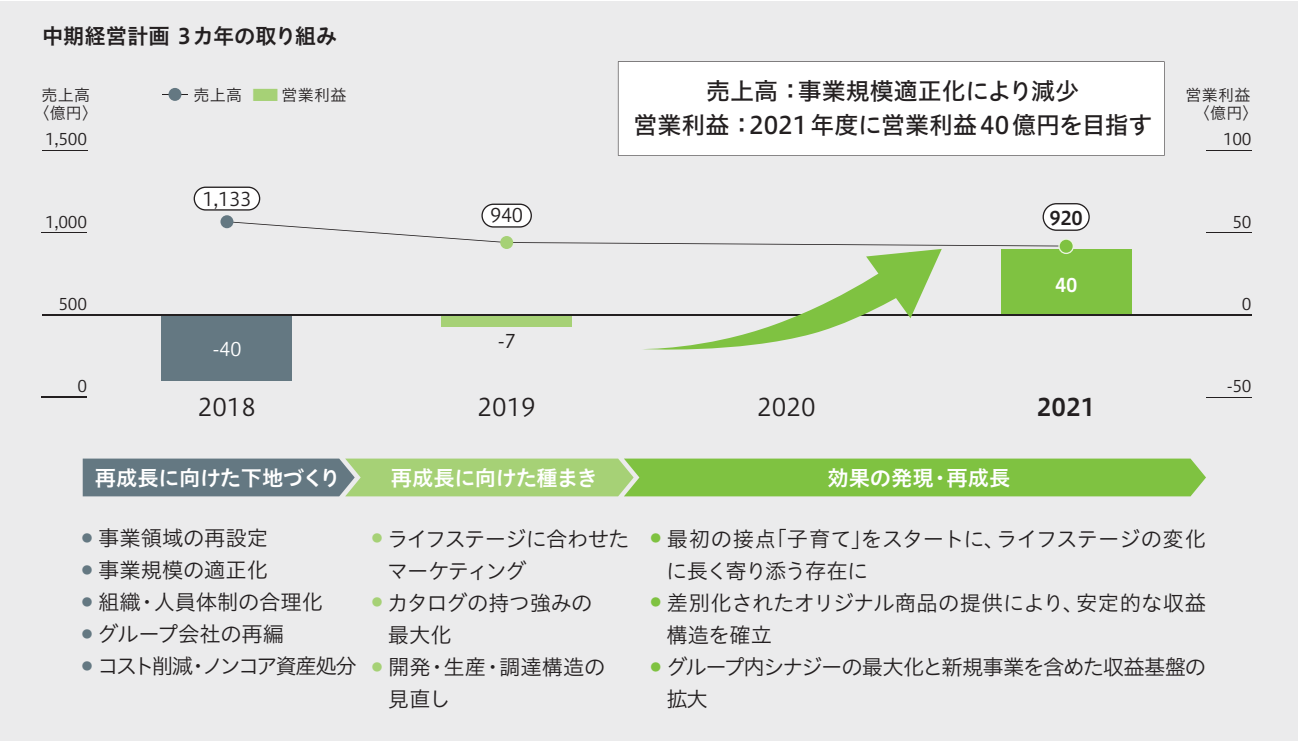 中期経営計画 3カ年の取り組み
売上高
〈億円〉
売上高 営業利益
売上高：事業規模適正化により減少
営業利益：2021年度に営業利益40億円を目指す
営業利益
〈億円〉
1,500
1,000
500
0
100
50
0
-50
1,133
940
920
-40
-7
40
2018
2019
2020
2021
再成長に向けた下地づくり
事業領域の再設定
事業規模の適正化
組織・人員体制の合理化
グループ会社の再編
コスト削減・ノンコア資産処分
再成長に向けた種まき
ライフステージに合わせた
マーケティング
カタログの持つ強みの
最大化
開発・生産・調達構造の
見直し
効果の発現・再成長
最初の接点「子育て」をスタートに、ライフステージの変化
に長く寄り添う存在に
差別化されたオリジナル商品の提供により、安定的な収益
構造を確立
グループ内シナジーの最大化と新規事業を含めた収益基盤の
拡大